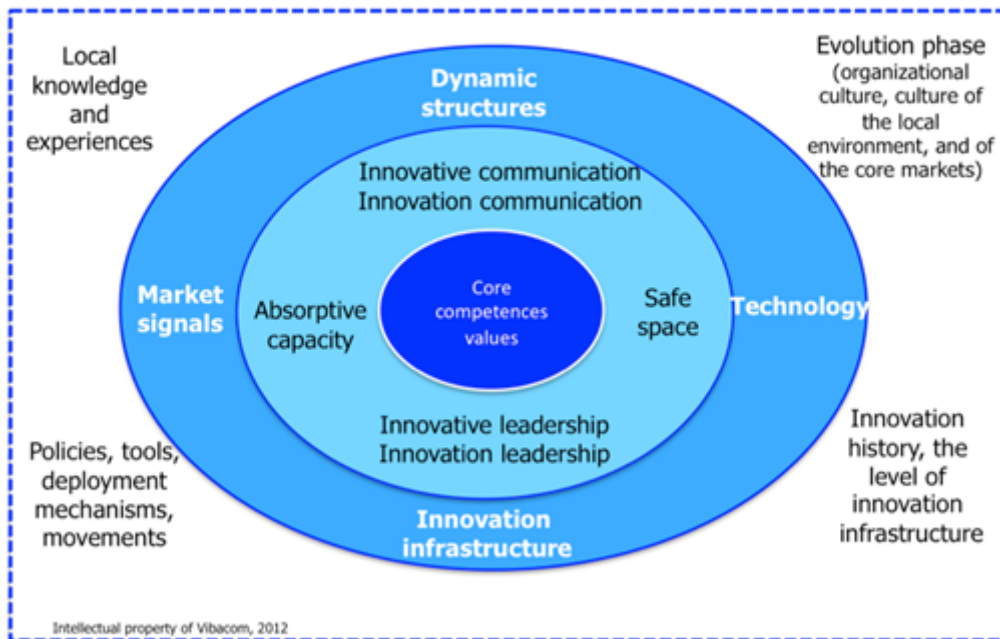 Local
knowledge
and
experiences
Evolution phase
(organizational
culture, culture of
the local
environment, and of
the core markets)
Dynamic
structures
Innovative communication
Innovation communication
Market
signals
Absorptive
capacity
Core
competences
values
Safe
space
Technology
Innovative leadership
Innovation leadership
Policies, tools,
deployment
mechanisms,
movements
Innovation
history, the
level of
innovation
infrastructure
Innovation
infrastructure
Intellectual property of Vibacom, 2012